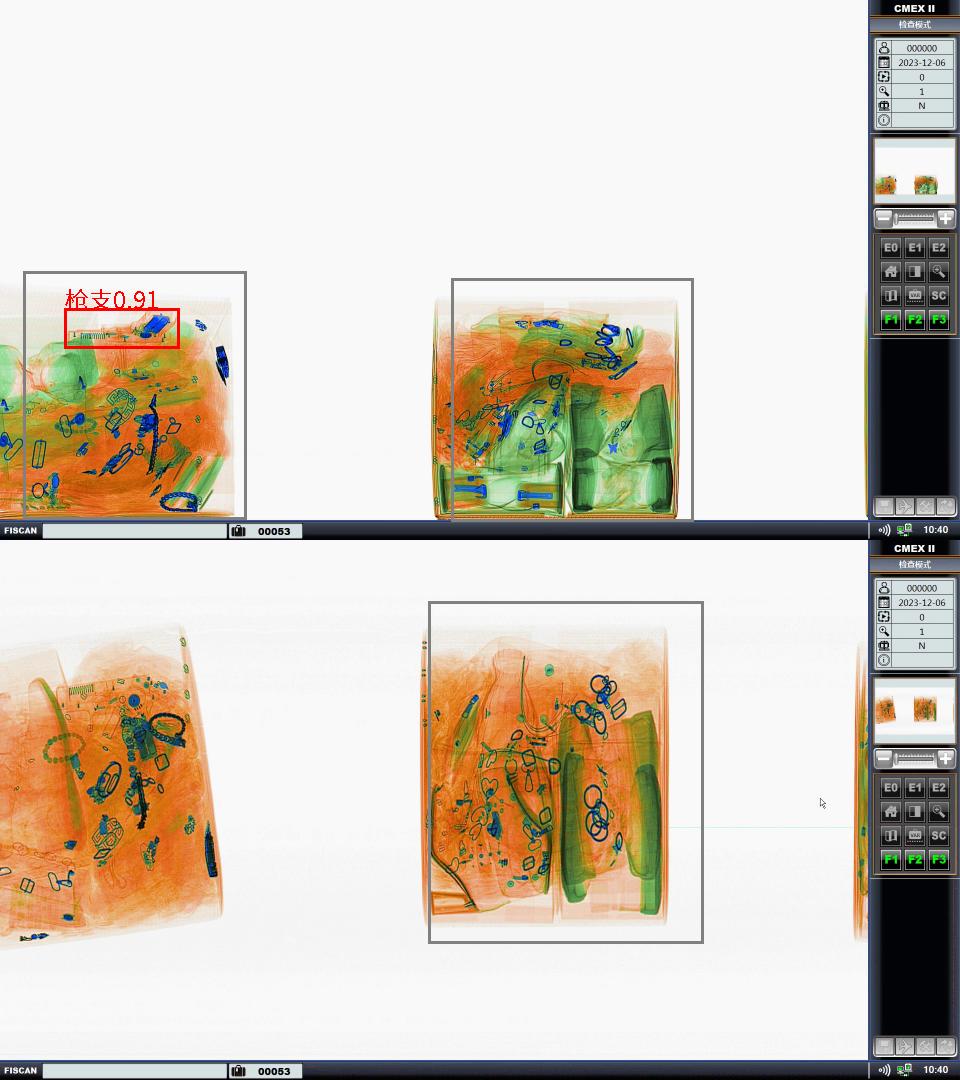 CMEX II
检查模式
000000
2023-12-06
0
1
N
枪支0.91
E0 E1 E2
VAR SC
F1 F2 F3
FISCAN 00053 10:40
CMEX II
检查模式
000000
2023-12-06
0
1
N
E0 E1 E2
VAR SC
F1 F2 F3
FISCAN 00053 10:40